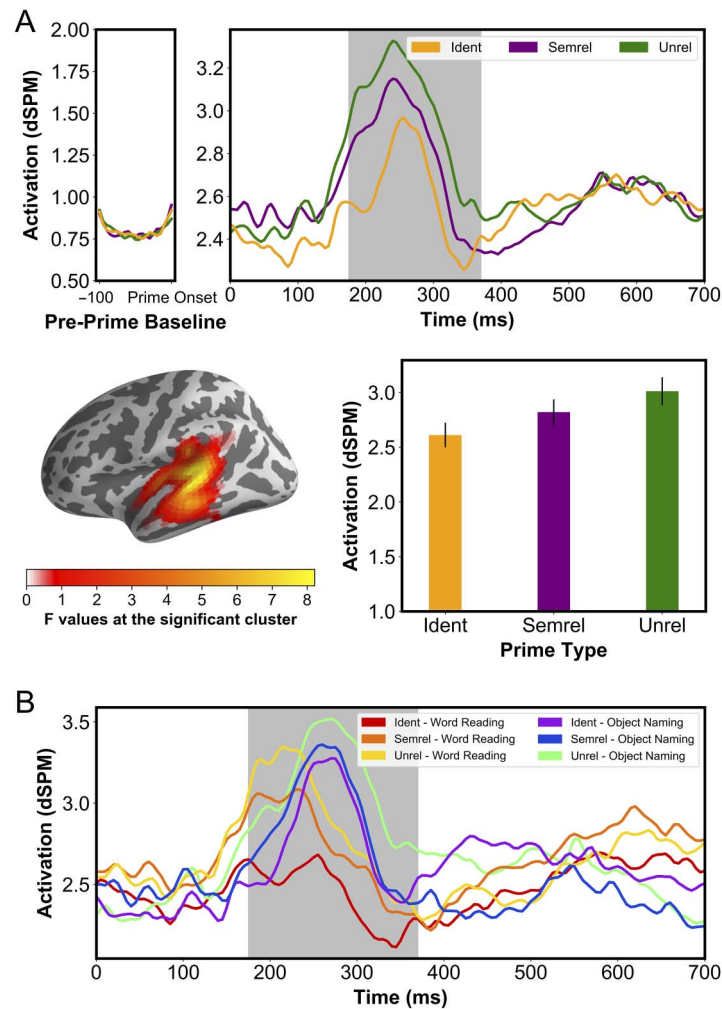 A
Activation (dSPM)
2.00
1.75
1.50
1.25
1.00
0.75
0.50
−100
Prime Onset
Pre-Prime Baseline
3.2
3.0
2.8
2.6
2.4
Ident Semrel Unrel
0 100 200 300 400 500 600 700
Time (ms)
0 1 2 3 4 5 6 7 8
F values at the significant cluster
Activation (dSPM)
3.0
2.5
2.0
1.5
1.0
Ident Semrel Unrel
Prime Type
B
Activation (dSPM)
3.5
3.0
2.5
Ident - Word Reading Ident - Object Naming
Semrel - Word Reading Semrel - Object Naming
Unrel - Word Reading Unrel - Object Naming
0 100 200 300 400 500 600 700
Time (ms)